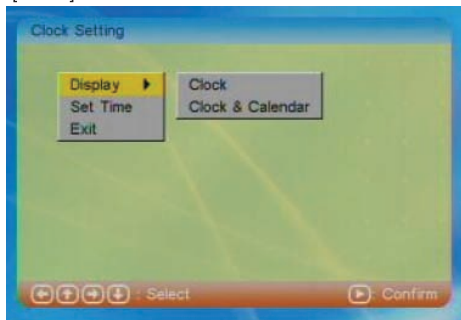 Clock Setting
Display
Clock
Set Time
Clock & Calendar
Exit
: Select
: Confirm